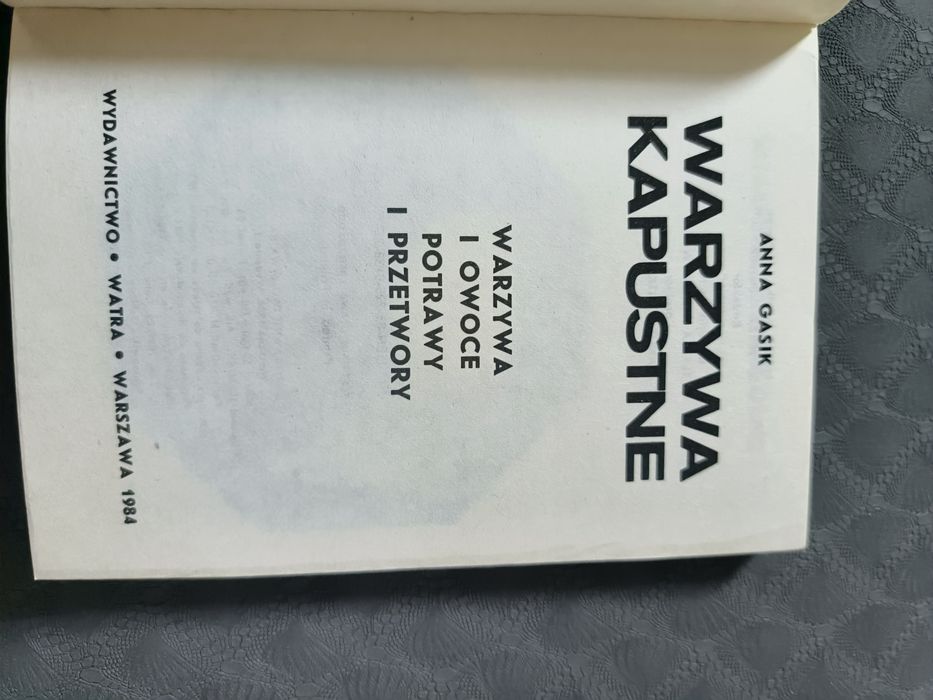 ANNA GASIK
WARZYWA
KAPUSTNE
WARZYWA
I OWOCE
POTRAWY
I PRZETWORY
WYDAWNICTWO • WATRA • WARSZAWA 1984